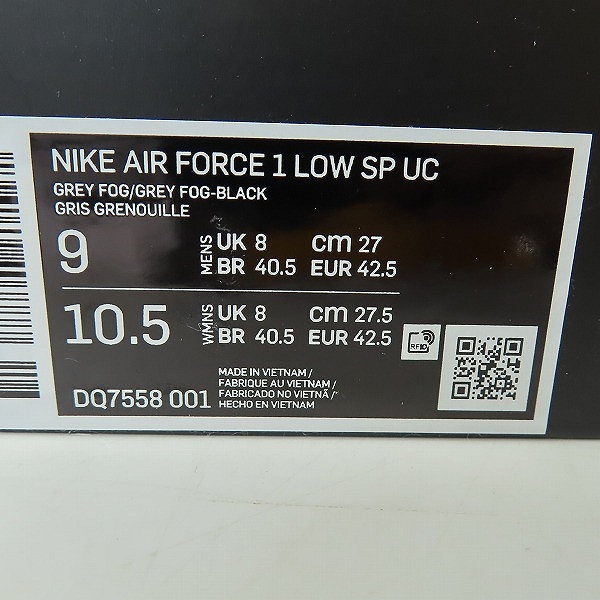 NIKE AIR FORCE 1 LOW SP UC
GREY FOG/GREY FOG-BLACK
GRIS GRENOUILLE
9 MENS UK 8 cm 27
BR 40.5 EUR 42.5
10.5 WMNS UK 8 cm 27.5
BR 40.5 EUR 42.5
RFID
DQ7558 001
MADE IN VIETNAM /
FABRIQUE AU VIETNAM /
FABRICADO NO VIETNÃ /
HECHO EN VIETNAM